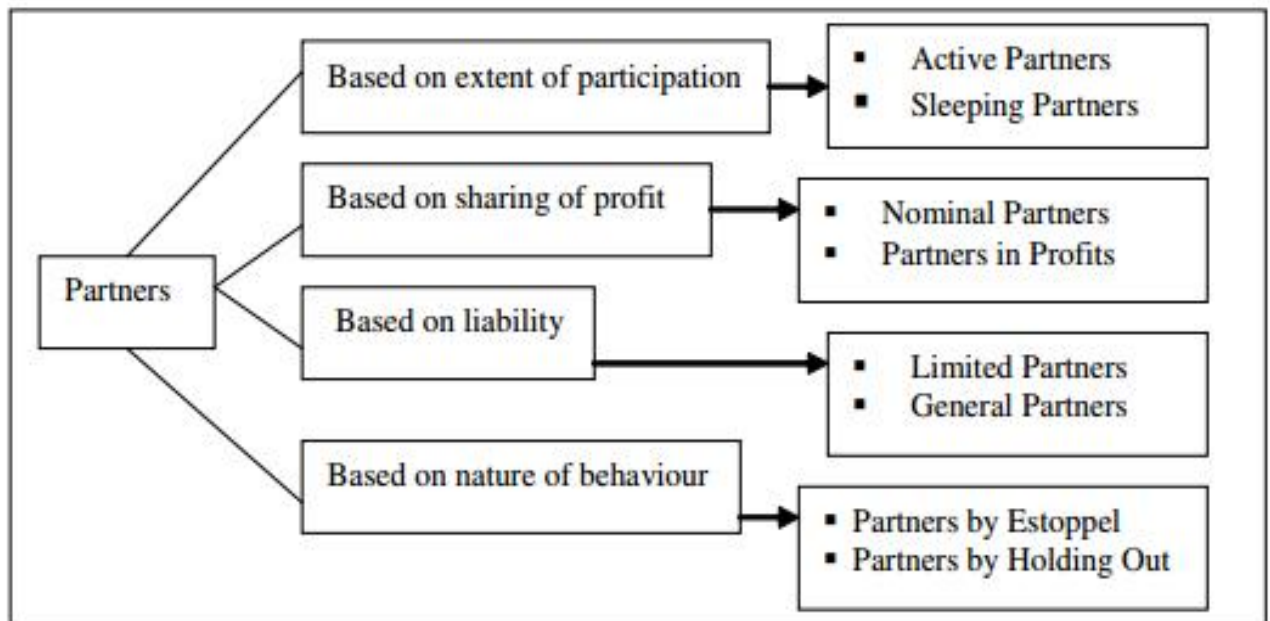 Partners
Based on extent of participation
▪ Active Partners
▪ Sleeping Partners
Based on sharing of profit
▪ Nominal Partners
▪ Partners in Profits
Based on liability
▪ Limited Partners
▪ General Partners
Based on nature of behaviour
▪ Partners by Estoppel
▪ Partners by Holding Out